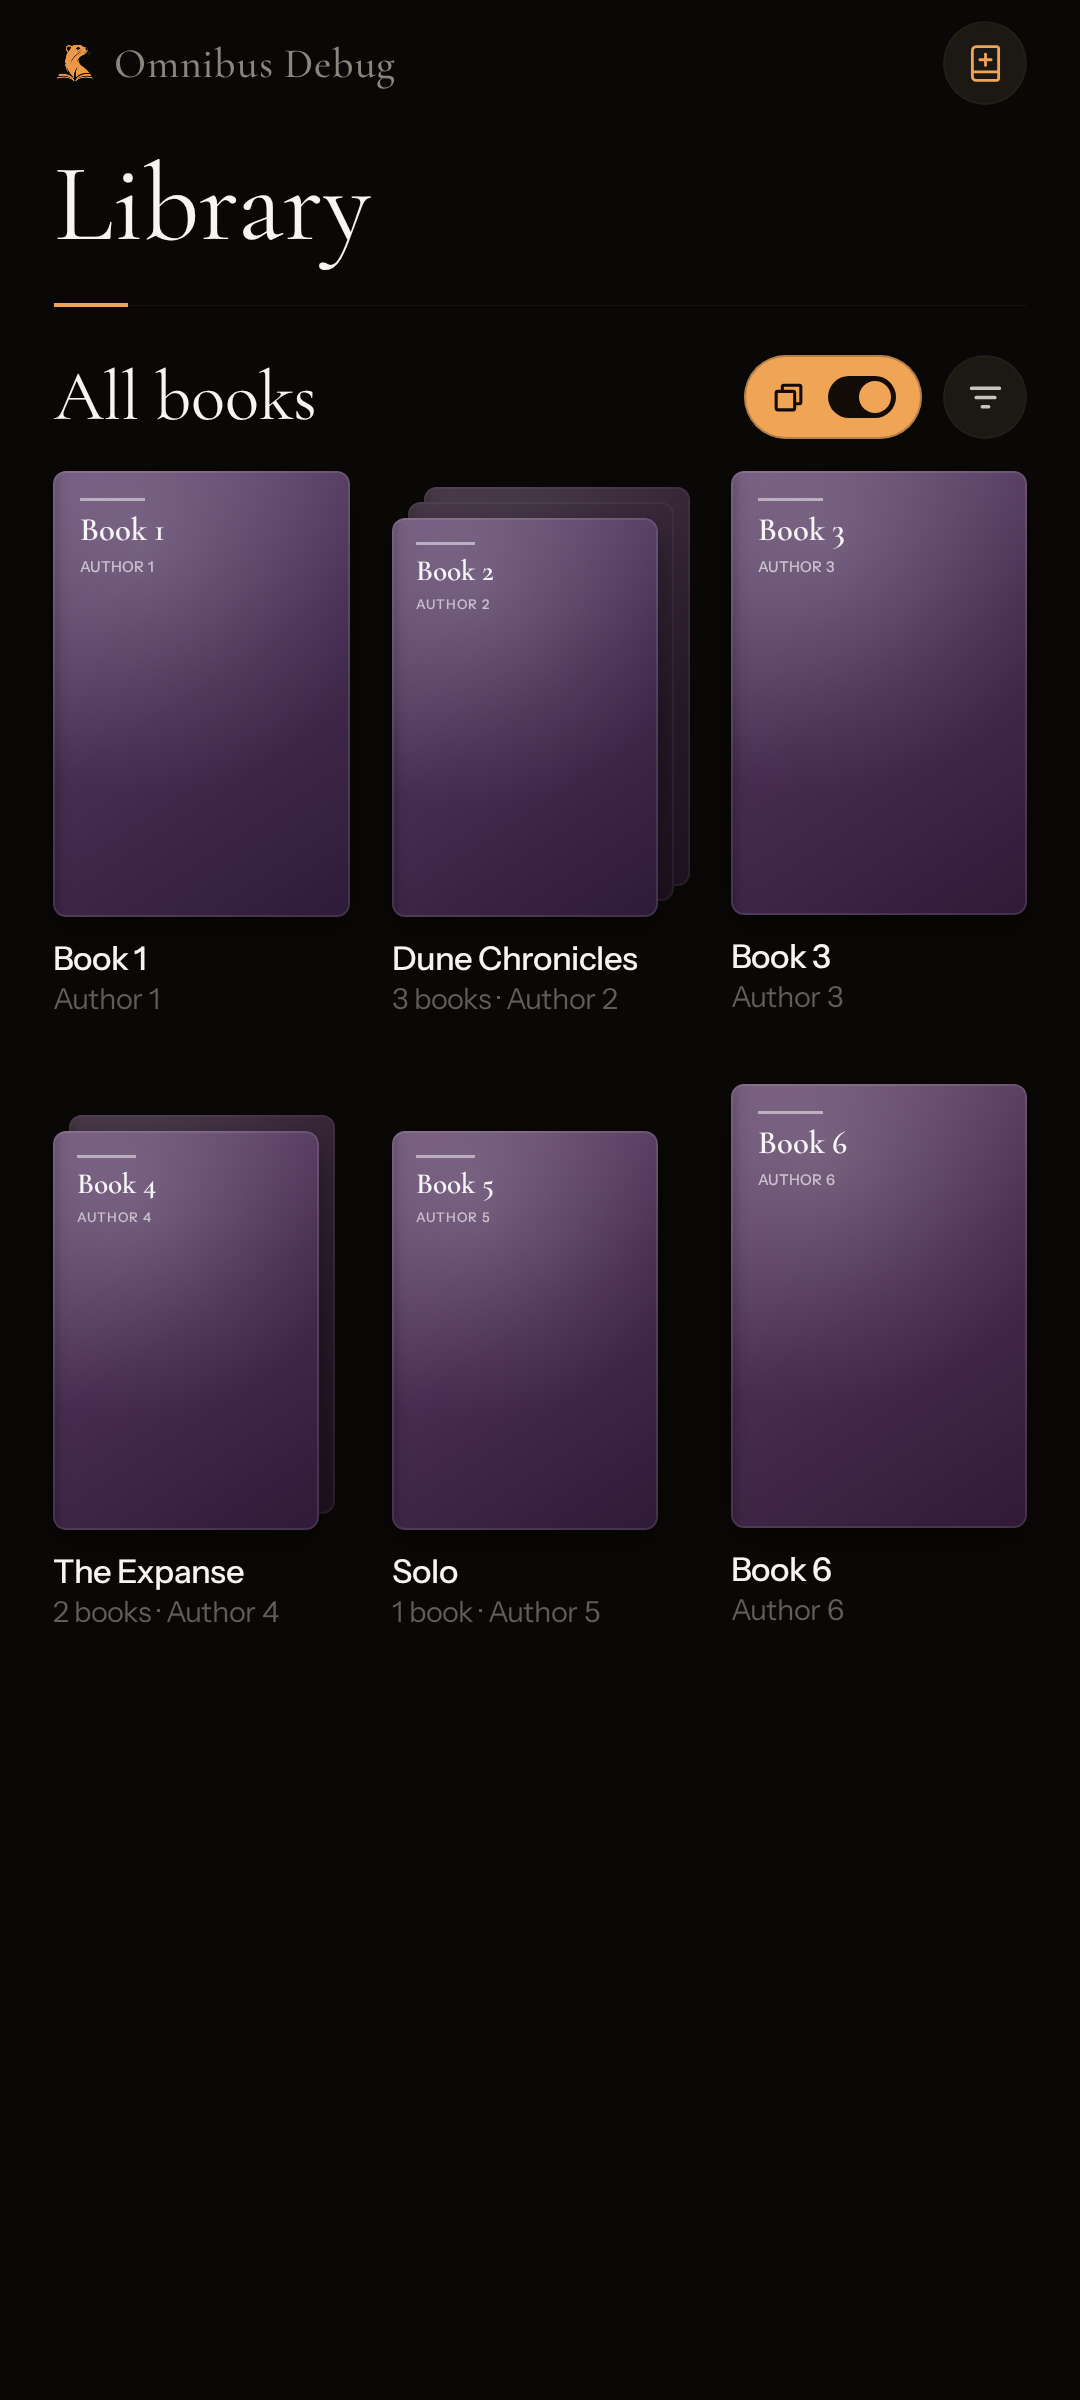 Omnibus Debug
Library
All books
Book 1
AUTHOR 1
Book 2
AUTHOR 2
Book 3
AUTHOR 3
Book 1
Author 1
Dune Chronicles
3 books · Author 2
Book 3
Author 3
Book 4
AUTHOR 4
Book 5
AUTHOR 5
Book 6
AUTHOR 6
The Expanse
2 books · Author 4
Solo
1 book · Author 5
Book 6
Author 6